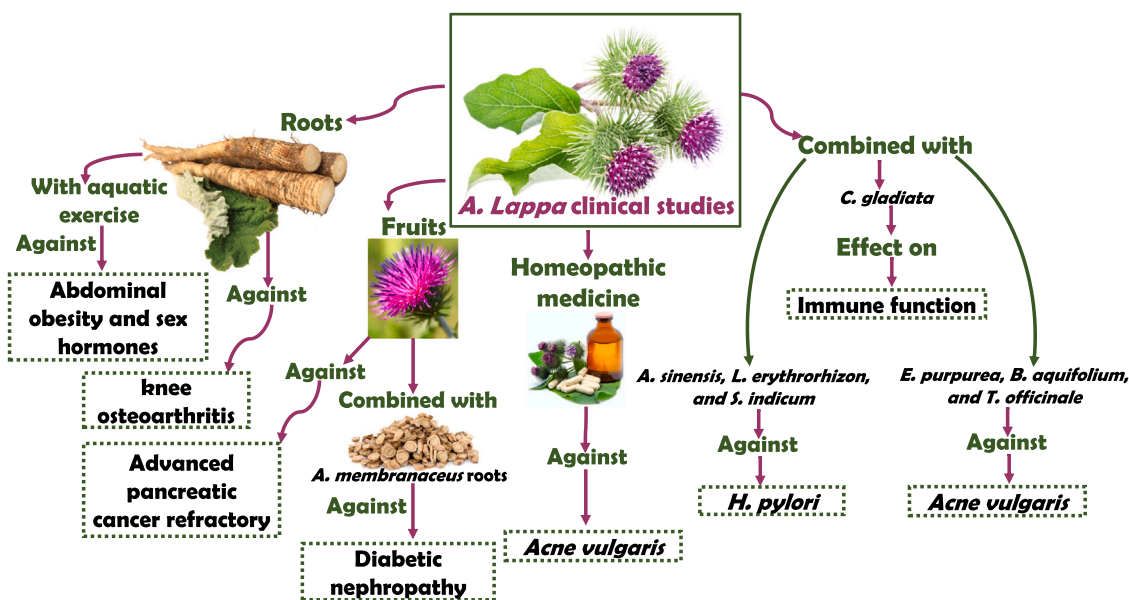 A. Lappa clinical studies
Roots
With aquatic
exercise
Against
Abdominal
obesity and sex
hormones
Against
knee
osteoarthritis
Fruits
Against
Advanced
pancreatic
cancer refractory
Combined with
A. membranaceus roots
Against
Diabetic
nephropathy
Homeopathic
medicine
Against
Acne vulgaris
Combined with
A. sinensis, L. erythrorhizon,
and S. indicum
Against
H. pylori
C. gladiata
Effect on
Immune function
E. purpurea, B. aquifolium,
and T. officinale
Against
Acne vulgaris